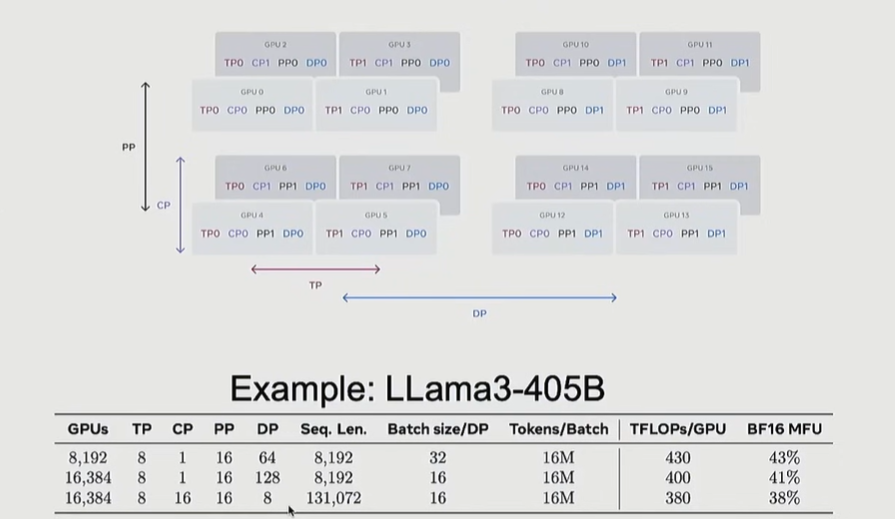 GPU 2 GPU 3 GPU 10 GPU 11
TP0 CP1 PP0 DP0 TP1 CP1 PP0 DP0 TP0 CP1 PP0 DP1 TP1 CP1 PP0 DP1
GPU 0 GPU 1 GPU 8 GPU 9
TP0 CP0 PP0 DP0 TP1 CP0 PP0 DP0 TP0 CP0 PP0 DP1 TP1 CP0 PP0 DP1
PP
GPU 6 GPU 7 GPU 14 GPU 15
TP0 CP1 PP1 DP0 TP1 CP1 PP1 DP0 TP0 CP1 PP1 DP1 TP1 CP1 PP1 DP1
CP
GPU 4 GPU 5 GPU 12 GPU 13
TP0 CP0 PP1 DP0 TP1 CP0 PP1 DP0 TP0 CP0 PP1 DP1 TP1 CP0 PP1 DP1
TP
DP
Example: LLama3-405B
GPUs TP CP PP DP Seq. Len. Batch size/DP Tokens/Batch TFLOPs/GPU BF16 MFU
8,192 8 1 16 64 8,192 32 16M 430 43%
16,384 8 1 16 128 8,192 16 16M 400 41%
16,384 8 16 16 8 131,072 16 16M 380 38%